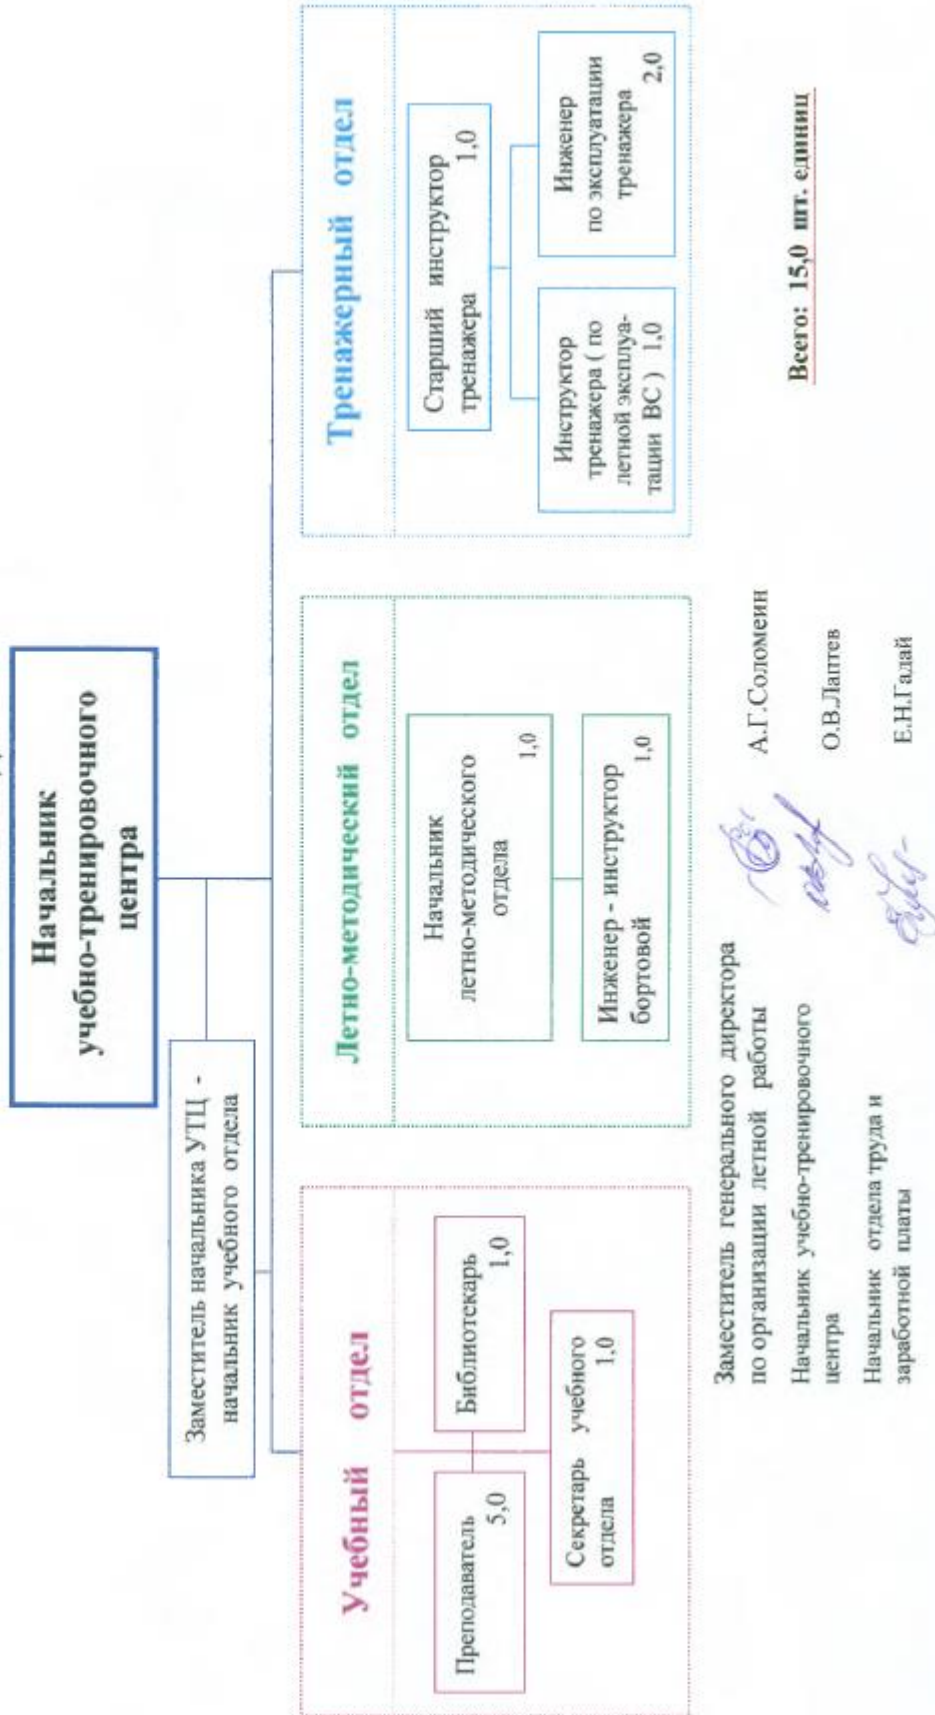 Начальник
учебно-тренировочного
центра
Заместитель начальника УТЦ -
начальник учебного отдела
Учебный отдел
Преподаватель
5,0
Библиотекарь
1,0
Секретарь учебного
отдела 1,0
Летно-методический отдел
Начальник
летно-методического
отдела
1,0
Инженер - инструктор
бортовой 1,0
Тренажерный отдел
Старший инструктор
тренажера 1,0
Инструктор
тренажера ( по
летной эксплуа-
тации ВС ) 1,0
Инженер
по эксплуатации
тренажера
2,0
Всего: 15,0 шт. единиц
Заместитель генерального директора
по организации летной работы А.Г.Соломеин
Начальник учебно-тренировочного
центра О.В.Лаптев
Начальник отдела труда и
заработной платы Е.Н.Гадай